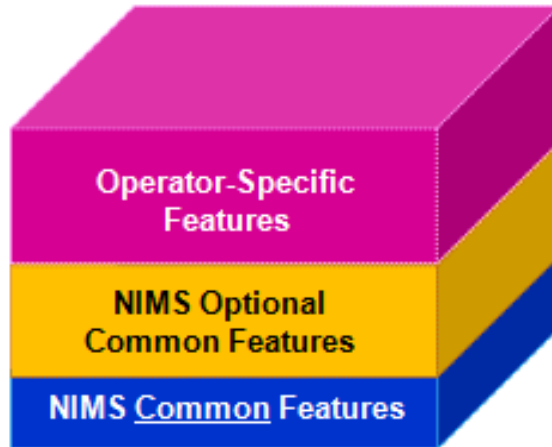 Operator-Specific
Features
NIMS Optional
Common Features
NIMS Common Features